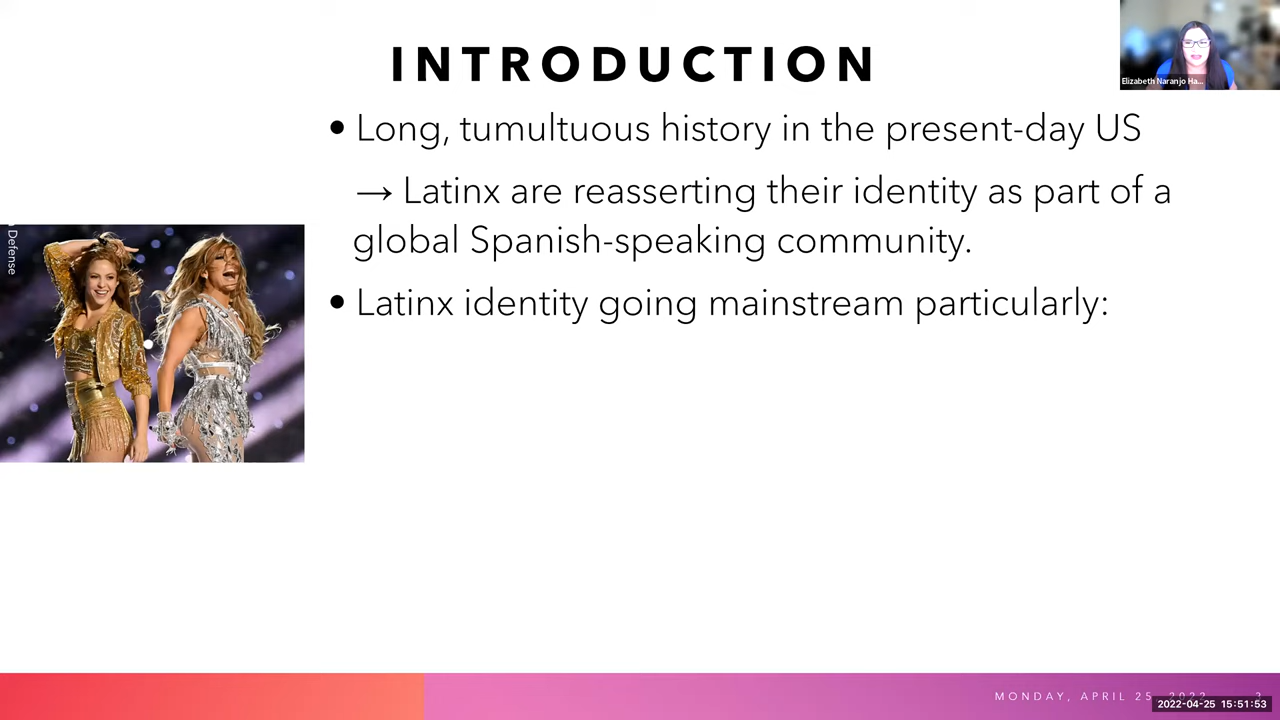 INTRODUCTION
Elizabeth Naranjo Ha...
• Long, tumultuous history in the present-day US
→ Latinx are reasserting their identity as part of a
global Spanish-speaking community.
Defense
• Latinx identity going mainstream particularly:
MONDAY, APRIL 25, 2022
2022-04-25 15:51:53